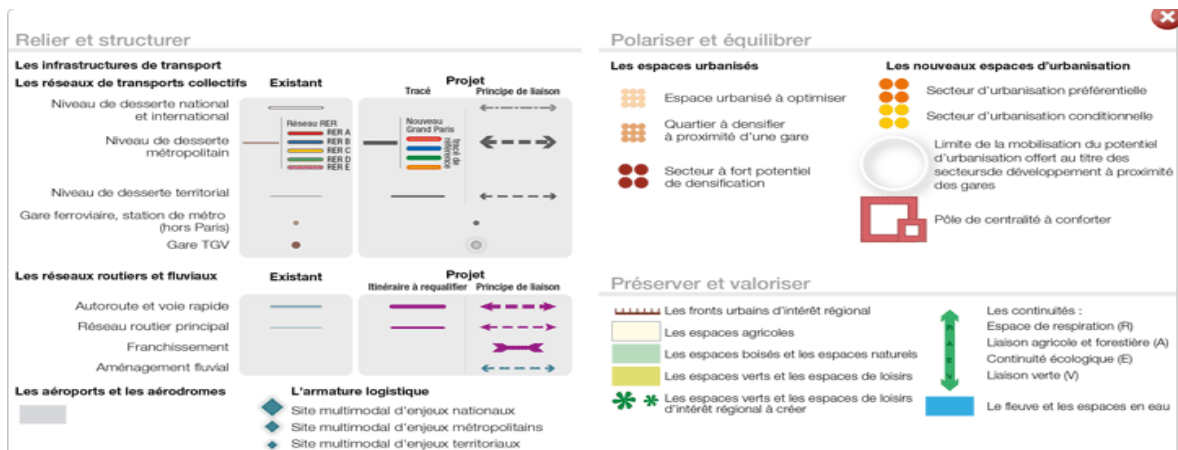 Relier et structurer
Les infrastructures de transport
Les réseaux de transports collectifs
Existant
Projet
Tracé
Principe de liaison
Niveau de desserte national
et international
Niveau de desserte
métropolitain
Réseau RER
RER A
RER B
RER C
RER D
RER E
Nouveau
Grand Paris
tracé de
référence
Niveau de desserte territorial
Gare ferroviaire, station de métro
(hors Paris)
Gare TGV
Les réseaux routiers et fluviaux
Existant
Projet
Itinéraire à requalifier
Principe de liaison
Autoroute et voie rapide
Réseau routier principal
Franchissement
Aménagement fluvial
Les aéroports et les aérodromes
L'armature logistique
Site multimodal d'enjeux nationaux
Site multimodal d'enjeux métropolitains
Site multimodal d'enjeux territoriaux
Polariser et équilibrer
Les espaces urbanisés
Espace urbanisé à optimiser
Quartier à densifier
à proximité d'une gare
Secteur à fort potentiel
de densification
Les nouveaux espaces d'urbanisation
Secteur d'urbanisation préférentielle
Secteur d'urbanisation conditionnelle
Limite de la mobilisation du potentiel
d'urbanisation offert au titre des
secteursde développement à proximité
des gares
Pôle de centralité à conforter
Préserver et valoriser
Les fronts urbains d'intérêt régional
Les espaces agricoles
Les espaces boisés et les espaces naturels
Les espaces verts et les espaces de loisirs
Les espaces verts et les espaces de loisirs
d'intérêt régional à créer
R
A
E
V
Les continuités :
Espace de respiration (R)
Liaison agricole et forestière (A)
Continuité écologique (E)
Liaison verte (V)
Le fleuve et les espaces en eau